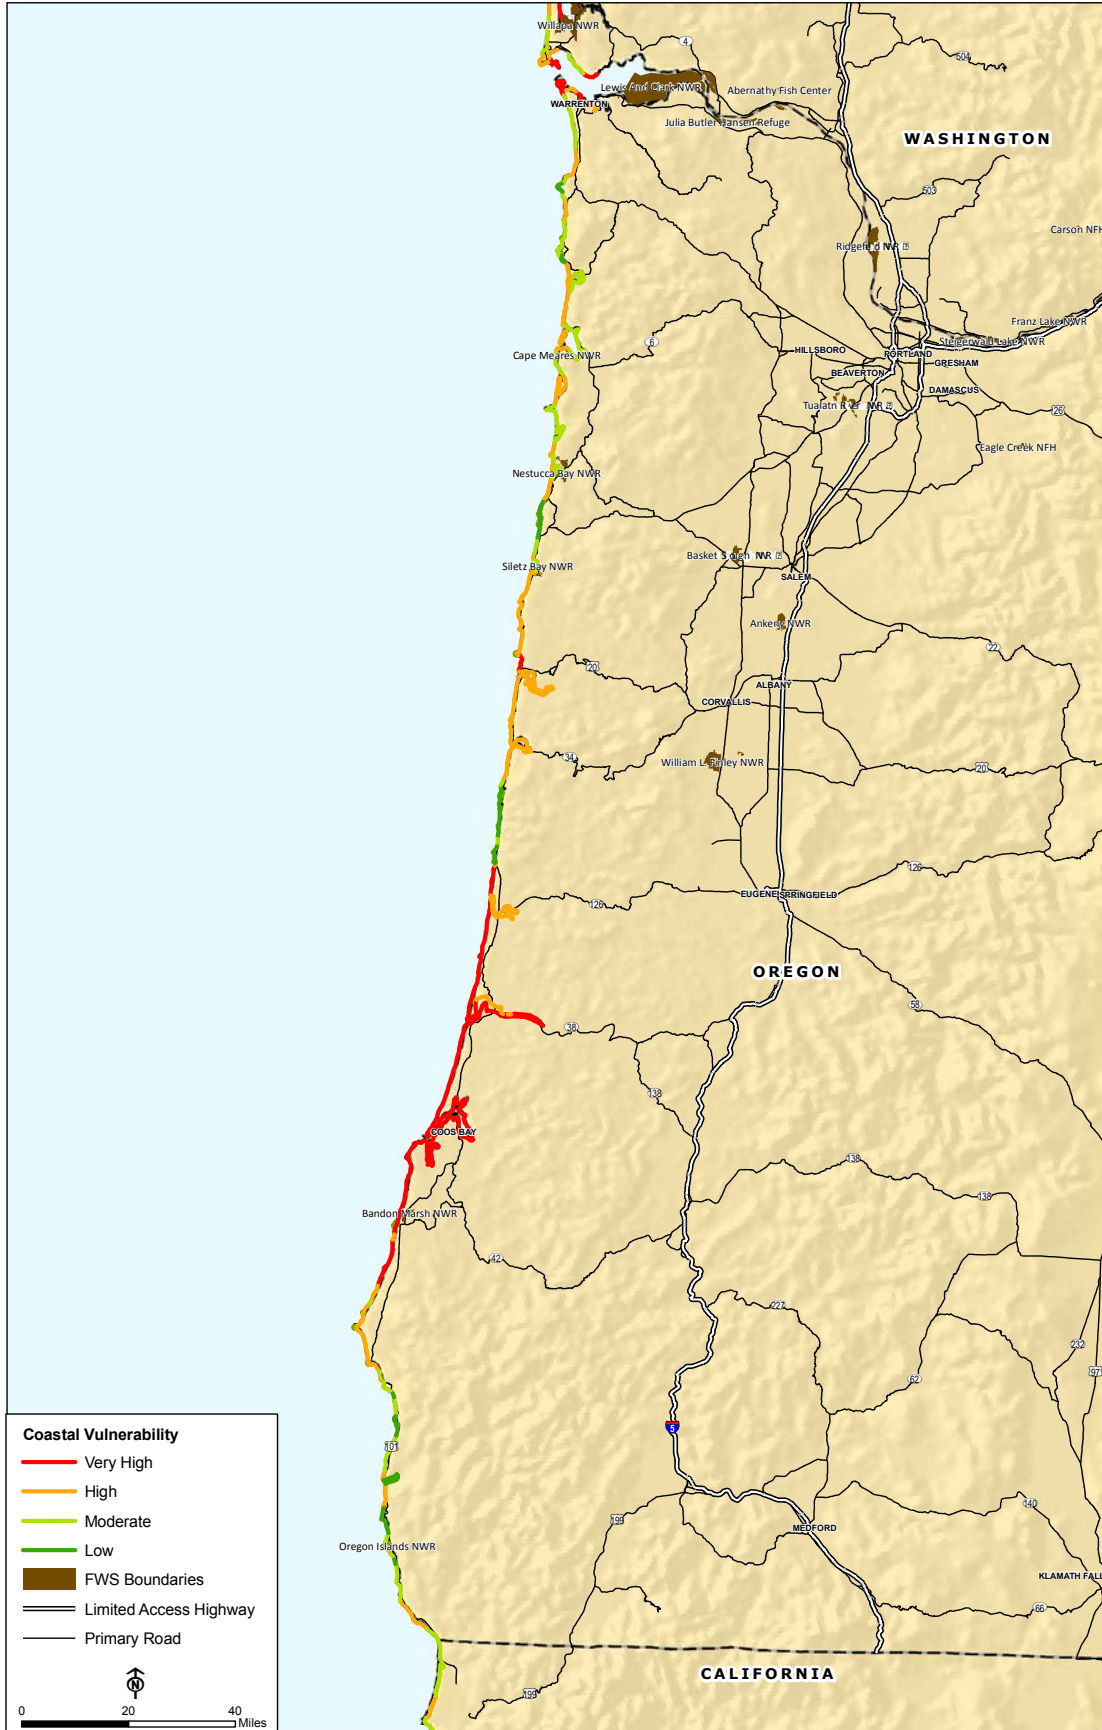 Willapa NWR
4
504
Lewis And Clark NWR
Abernathy Fish Center
WARRENTON
Julia Butler Hansen Refuge
WASHINGTON
503
Carson NFH
Ridgefield NWR
Franz Lake NWR
Steigerwald Lake NWR
6
HILLSBORO
PORTLAND
Cape Meares NWR
GRESHAM
BEAVERTON
DAMASCUS
Tualatin River NWR
26
Eagle Creek NFH
Nestucca Bay NWR
Siletz Bay NWR
SALEM
Ankeny NWR
22
20
ALBANY
CORVALLIS
34
William L. Finley NWR
20
126
EUGENE SPRINGFIELD
126
OREGON
58
38
138
COOS BAY
138
138
Bandon Marsh NWR
42
227
232
62
97
5
101
140
199
MEDFORD
Oregon Islands NWR
KLAMATH FALL
66
CALIFORNIA
199
Coastal Vulnerability
Very High
High
Moderate
Low
FWS Boundaries
Limited Access Highway
Primary Road
N
0 20 40
Miles